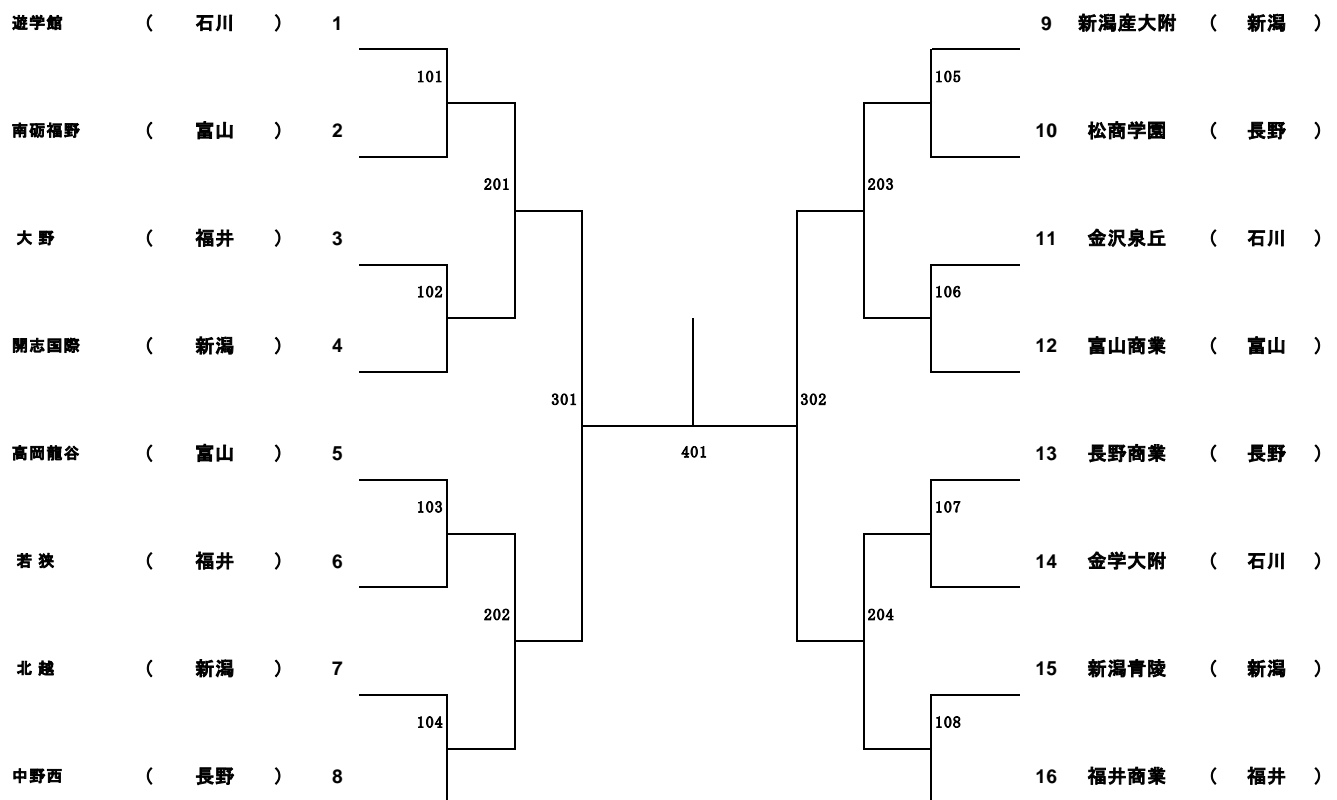 遊学館 ( 石川 ) 1
101
南砺福野 ( 富山 ) 2
201
大野 ( 福井 ) 3
102
開志国際 ( 新潟 ) 4
301
高岡龍谷 ( 富山 ) 5
103
若狭 ( 福井 ) 6
202
北越 ( 新潟 ) 7
104
中野西 ( 長野 ) 8
401
9 新潟産大附 ( 新潟 )
105
10 松商学園 ( 長野 )
203
11 金沢泉丘 ( 石川 )
106
12 富山商業 ( 富山 )
302
13 長野商業 ( 長野 )
107
14 金学大附 ( 石川 )
204
15 新潟青陵 ( 新潟 )
108
16 福井商業 ( 福井 )